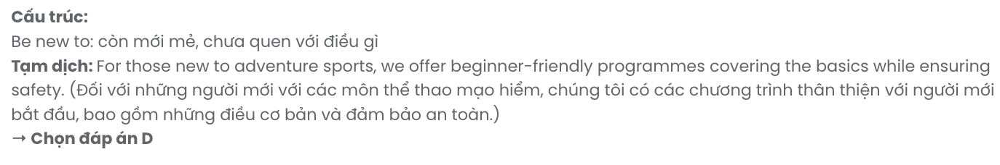 Cấu trúc:
Be new to: còn mới mẻ, chưa quen với điều gì
Tạm dịch: For those new to adventure sports, we offer beginner-friendly programmes covering the basics while ensuring
safety. (Đối với những người mới với các môn thể thao mạo hiểm, chúng tôi có các chương trình thân thiện với người mới
bắt đầu, bao gồm những điều cơ bản và đảm bảo an toàn.)
→ Chọn đáp án D